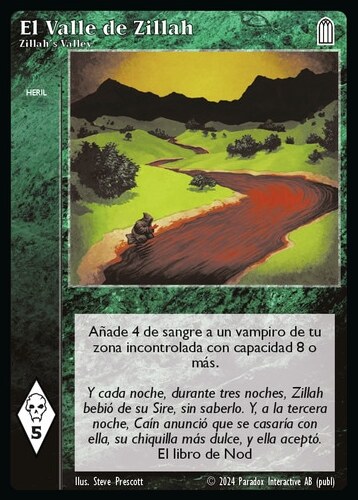 El Valle de Zillah
Zillah's Valley
HERIL
Añade 4 de sangre a un vampiro de tu
zona incontrolada con capacidad 8 o
más.
Y cada noche, durante tres noches, Zillah
bebió de su Sire, sin saberlo. Y, a la tercera
noche, Caín anunció que se casaría con
ella, su chiquilla más dulce, y ella aceptó.
El libro de Nod
5
Ilus. Steve Prescott
© 2024 Paradox Interactive AB (publ)